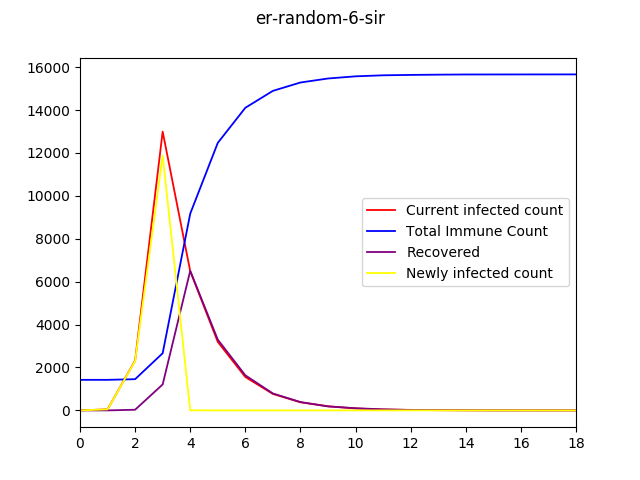 er-random-6-sir
16000
14000
12000
10000
8000
6000
4000
2000
0
Current infected count
Total Immune Count
Recovered
Newly infected count
0 2 4 6 8 10 12 14 16 18